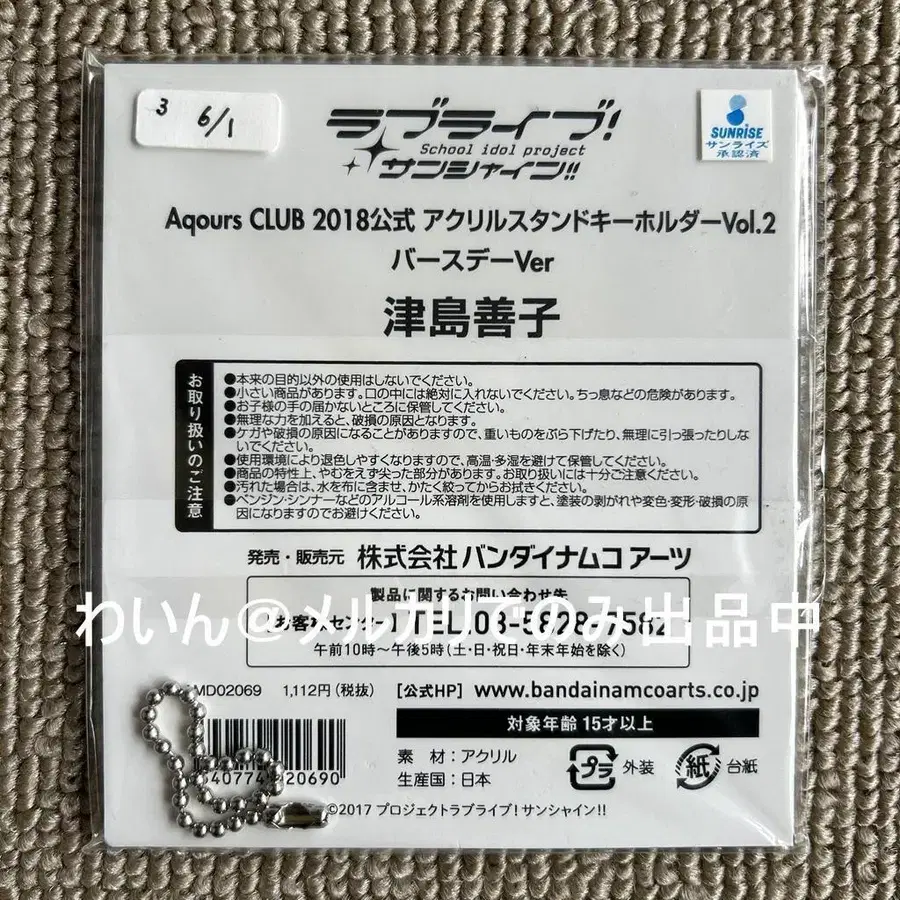 3 6/1
ラブライブ!
School idol project
サンシャイン!!
SUNRISE
サンライズ
承認済
Aqours CLUB 2018公式 アクリルスタンドキーホルダーVol.2
バースデーVer
津島善子
お取り扱いのご注意
●本来の目的以外の使用はしないでください。
●小さい商品があります。口の中には絶対に入れないでください。ちっ息などの危険があります。
●お子様の手の届かないところに保管してください。
●無理な力を加えると、破損の原因となります。
●ケガや破損の原因になることがありますので、重いものをぶら下げたり、無理に引っ張ったりしな
いでください。
●使用環境により退色しやすくなりますので、高温・多湿を避けて保管してください。
●商品の特性上、やむをえず尖った部分があります。お取り扱いには十分ご注意ください。
●汚れた場合は、水を布に含ませ、かたく絞ってからお拭きください。
●ベンジン・シンナーなどのアルコール系溶剤を使用しますと、塗装の剥がれや変色・変形・破損の原
因になりますのでお避けください。
発売・販売元 株式会社バンダイナムコアーツ
製品に関するお問い合わせ先
【お客様センター】TEL.03-5828-7582
わいん@メルカリでのみ出品中
午前10時〜午後5時(土・日・祝日・年末年始を除く)
MD02069 1,112円(税抜) [公式HP] www.bandainamcoarts.co.jp
対象年齢 15才以上
素 材：アクリル
生産国：日本
プラ 外装
紙 台紙
40774 20690
©2017 プロジェクトラブライブ!サンシャイン!!